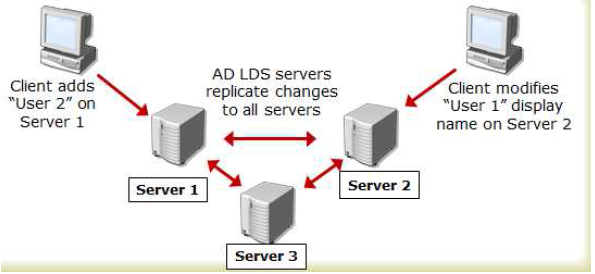 Client adds
“User 2” on
Server 1
AD LDS servers
replicate changes
to all servers
Client modifies
“User 1” display
name on Server 2
Server 1
Server 2
Server 3